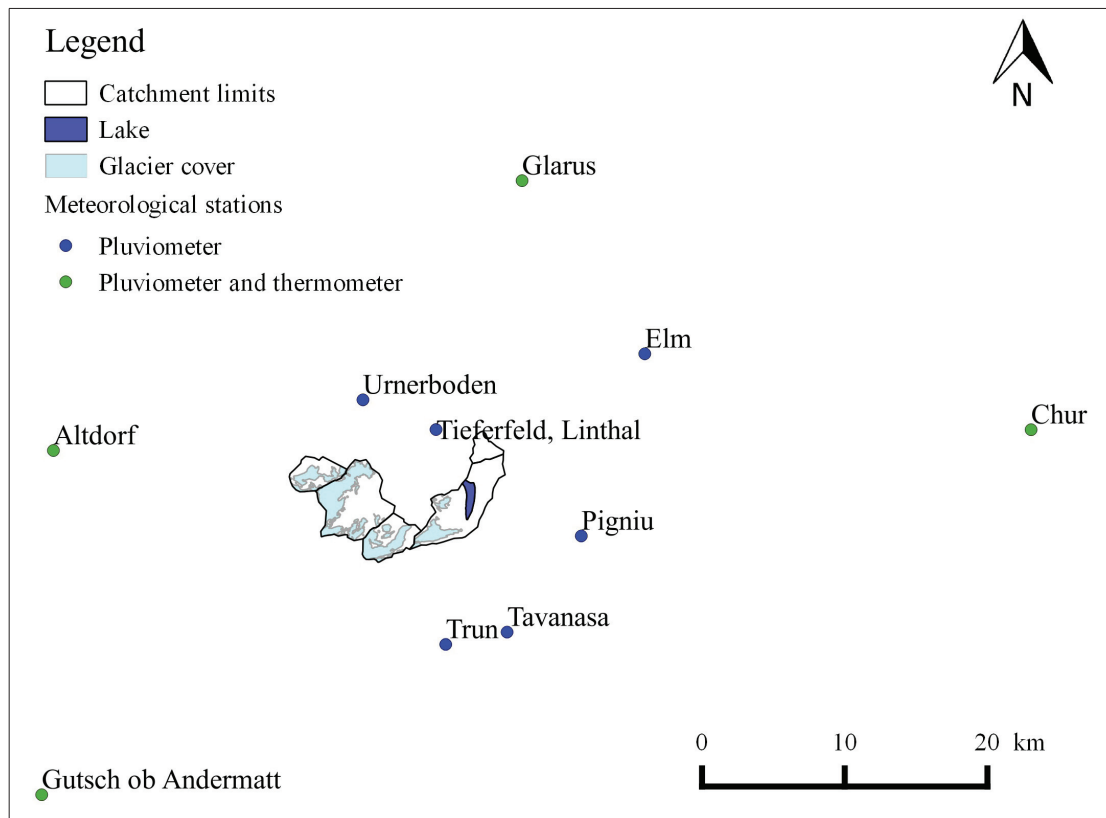 Legend
Catchment limits
Lake
Glacier cover
Meteorological stations
Pluviometer
Pluviometer and thermometer
N
Glarus
Elm
Urnerboden
Tieferfeld, Linthal
Chur
Altdorf
Pigniu
Tavanasa
Trun
0 10 20 km
Gutsch ob Andermatt